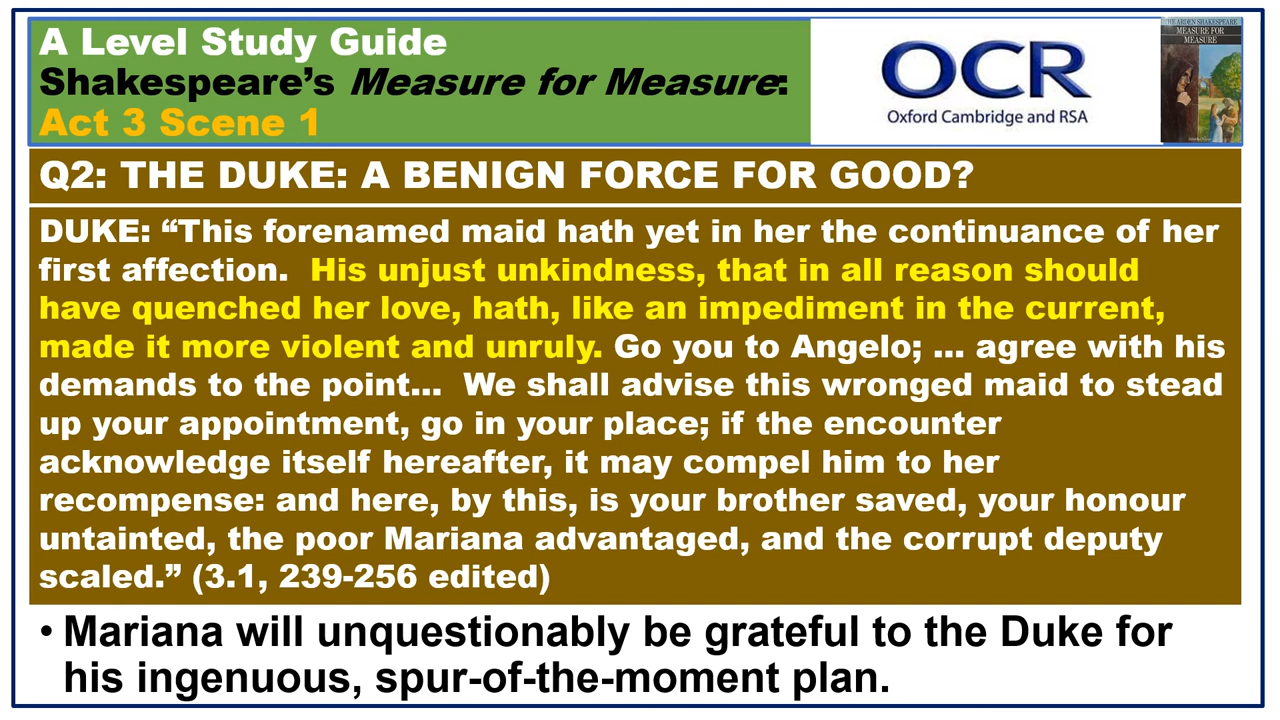 A Level Study Guide
Shakespeare’s Measure for Measure:
Act 3 Scene 1
OCR
Oxford Cambridge and RSA
THE ARDEN SHAKESPEARE
MEASURE FOR
MEASURE
Q2: THE DUKE: A BENIGN FORCE FOR GOOD?
DUKE: “This forenamed maid hath yet in her the continuance of her
first affection. His unjust unkindness, that in all reason should
have quenched her love, hath, like an impediment in the current,
made it more violent and unruly. Go you to Angelo; ... agree with his
demands to the point... We shall advise this wronged maid to stead
up your appointment, go in your place; if the encounter
acknowledge itself hereafter, it may compel him to her
recompense: and here, by this, is your brother saved, your honour
untainted, the poor Mariana advantaged, and the corrupt deputy
scaled.” (3.1, 239-256 edited)
• Mariana will unquestionably be grateful to the Duke for
his ingenuous, spur-of-the-moment plan.